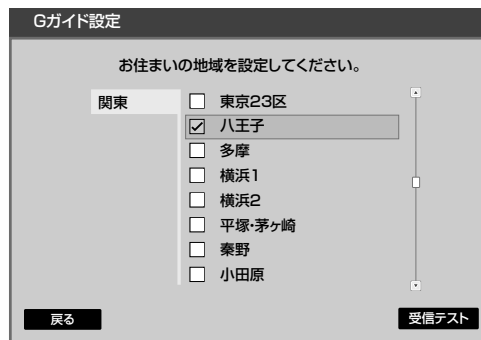 Gガイド設定
お住まいの地域を設定してください。
関東
東京23区
八王子
多摩
横浜1
横浜2
平塚･茅ヶ崎
秦野
小田原
戻る
受信テスト